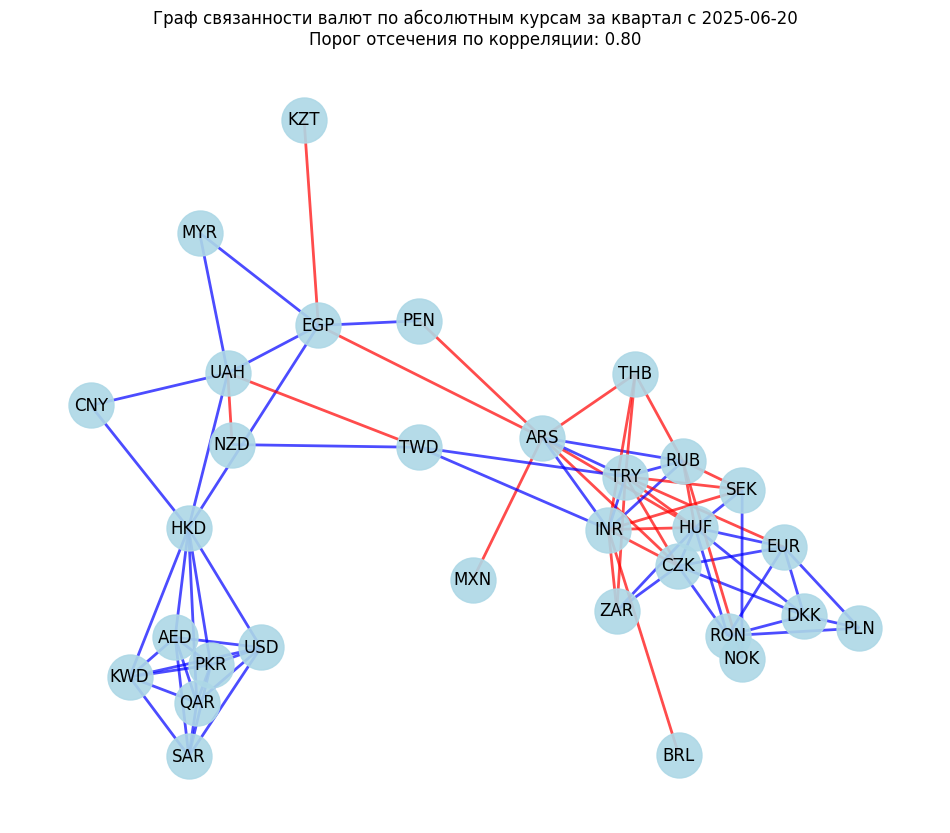 Граф связанности валют по абсолютным курсам за квартал с 2025-06-20
Порог отсечения по корреляции: 0.80
KZT
MYR
EGP
PEN
UAH
THB
CNY
ARS
NZD
TWD
RUB
TRY
SEK
HKD
INR
HUF
EUR
CZK
MXN
ZAR
DKK
PLN
AED
RON
USD
PKR
NOK
KWD
QAR
SAR
BRL